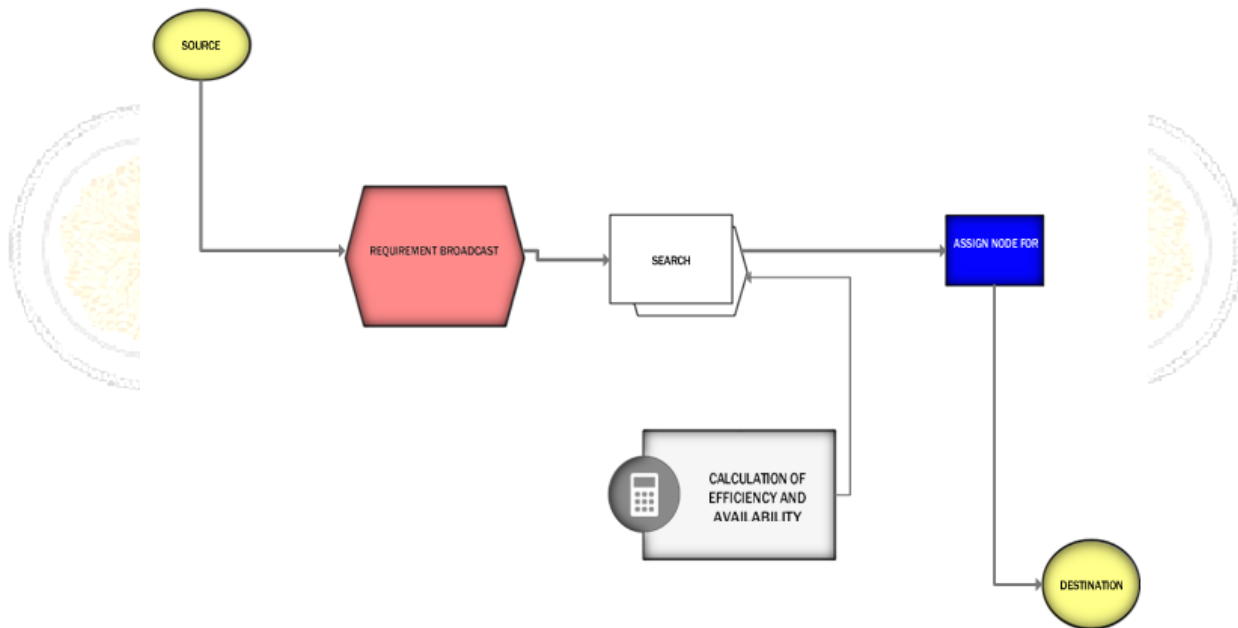 SOURCE
REQUIREMENT BROADCAST
SEARCH
ASSIGN NODE FOR
CALCULATION OF
EFFICIENCY AND
AVAILABILITY
DESTINATION